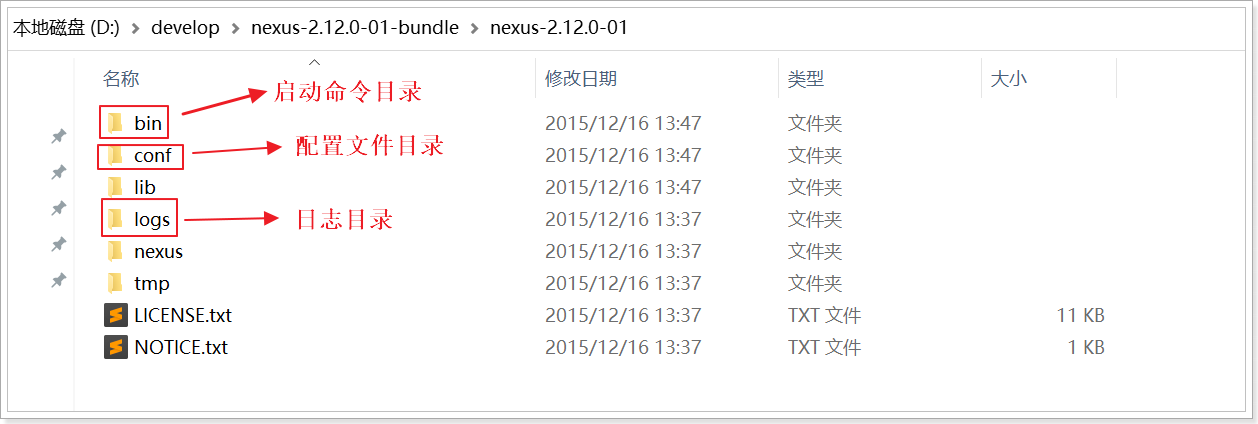 本地磁盘 (D:) > develop > nexus-2.12.0-01-bundle > nexus-2.12.0-01
名称 修改日期 类型 大小
启动命令目录
bin 2015/12/16 13:47 文件夹
配置文件目录
conf 2015/12/16 13:47 文件夹
lib 2015/12/16 13:47 文件夹
logs 日志目录 2015/12/16 13:37 文件夹
nexus 2015/12/16 13:37 文件夹
tmp 2015/12/16 13:37 文件夹
LICENSE.txt 2015/12/16 13:37 TXT 文件 11 KB
NOTICE.txt 2015/12/16 13:37 TXT 文件 1 KB